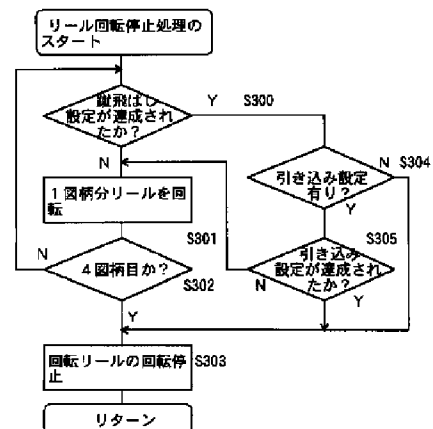 リール回転停止処理の
スタート
蹴飛ばし
設定が達成され
たか？
Y
S300
N
1図柄分リールを回
転
S301
N
4図柄目か？
S302
Y
回転リールの回転停
止
S303
リターン
引き込み設定
有り？
N
S304
Y
S305
引き込み
設定が達成され
たか？
N
Y